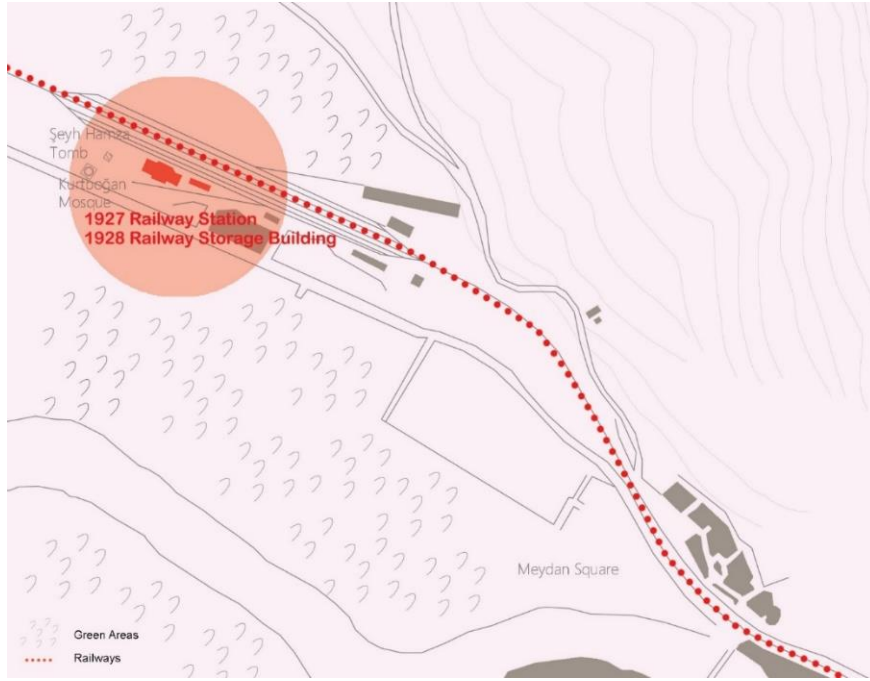 Şeyh Hamza
Tomb
Kurtboğan
Mosque
1927 Railway Station
1928 Railway Storage Building
Meydan Square
Green Areas
Railways